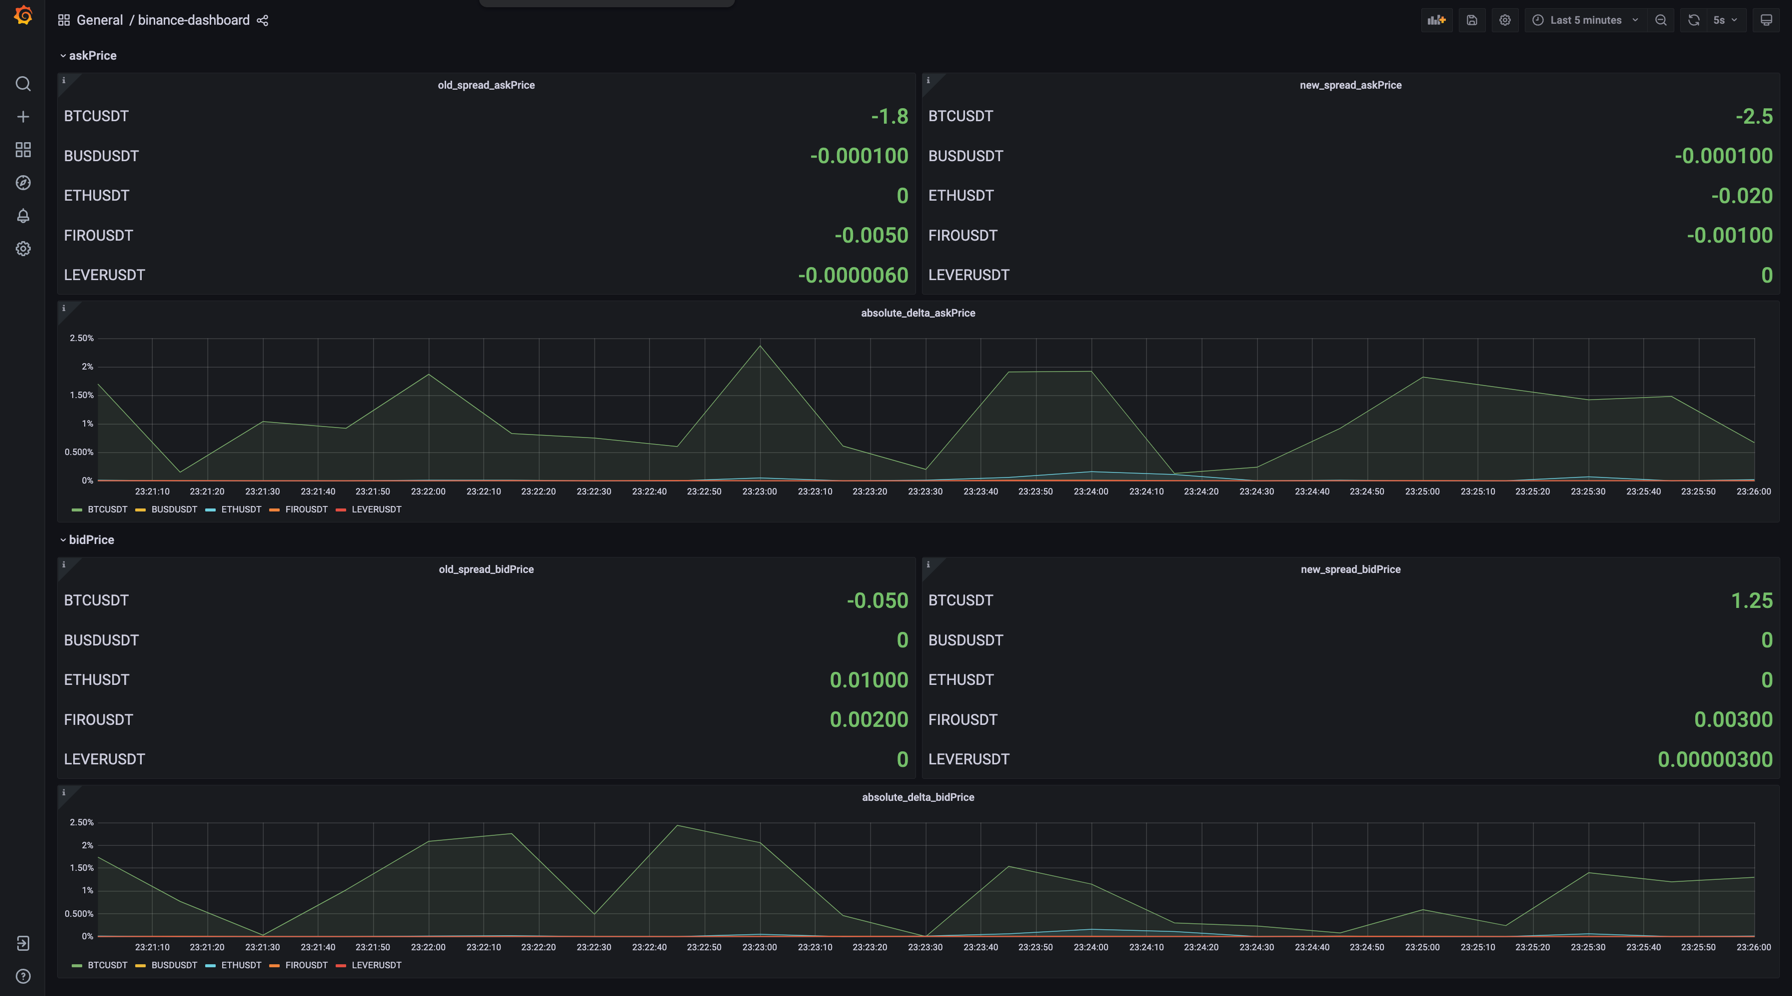 General / binance-dashboard
Last 5 minutes
5s
askPrice
old_spread_askPrice
BTCUSDT -1.8
BUSDUSDT -0.000100
ETHUSDT 0
FIROUSDT -0.0050
LEVERUSDT -0.0000060
new_spread_askPrice
BTCUSDT -2.5
BUSDUSDT -0.000100
ETHUSDT -0.020
FIROUSDT -0.00100
LEVERUSDT 0
absolute_delta_askPrice
2.50%
2%
1.50%
1%
0.500%
0%
23:21:10 23:21:20 23:21:30 23:21:40 23:21:50 23:22:00 23:22:10 23:22:20 23:22:30 23:22:40 23:22:50 23:23:00 23:23:10 23:23:20 23:23:30 23:23:40 23:23:50 23:24:00 23:24:10 23:24:20 23:24:30 23:24:40 23:24:50 23:25:00 23:25:10 23:25:20 23:25:30 23:25:40 23:25:50 23:26:00
BTCUSDT BUSDUSDT ETHUSDT FIROUSDT LEVERUSDT
bidPrice
old_spread_bidPrice
BTCUSDT -0.050
BUSDUSDT 0
ETHUSDT 0.01000
FIROUSDT 0.00200
LEVERUSDT 0
new_spread_bidPrice
BTCUSDT 1.25
BUSDUSDT 0
ETHUSDT 0
FIROUSDT 0.00300
LEVERUSDT 0.00000300
absolute_delta_bidPrice
2.50%
2%
1.50%
1%
0.500%
0%
23:21:10 23:21:20 23:21:30 23:21:40 23:21:50 23:22:00 23:22:10 23:22:20 23:22:30 23:22:40 23:22:50 23:23:00 23:23:10 23:23:20 23:23:30 23:23:40 23:23:50 23:24:00 23:24:10 23:24:20 23:24:30 23:24:40 23:24:50 23:25:00 23:25:10 23:25:20 23:25:30 23:25:40 23:25:50 23:26:00
BTCUSDT BUSDUSDT ETHUSDT FIROUSDT LEVERUSDT